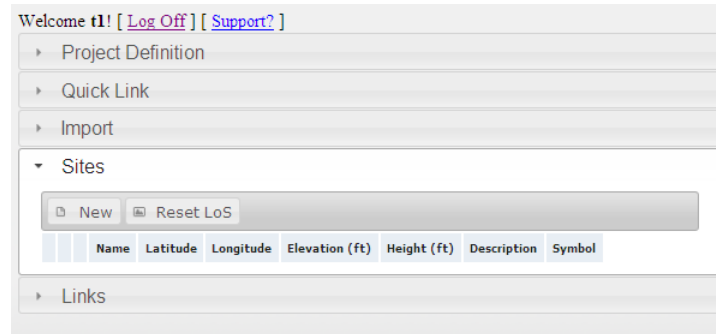 Welcome t1! [ Log Off ] [ Support? ]
Project Definition
Quick Link
Import
Sites
New Reset LoS
Name Latitude Longitude Elevation (ft) Height (ft) Description Symbol
Links